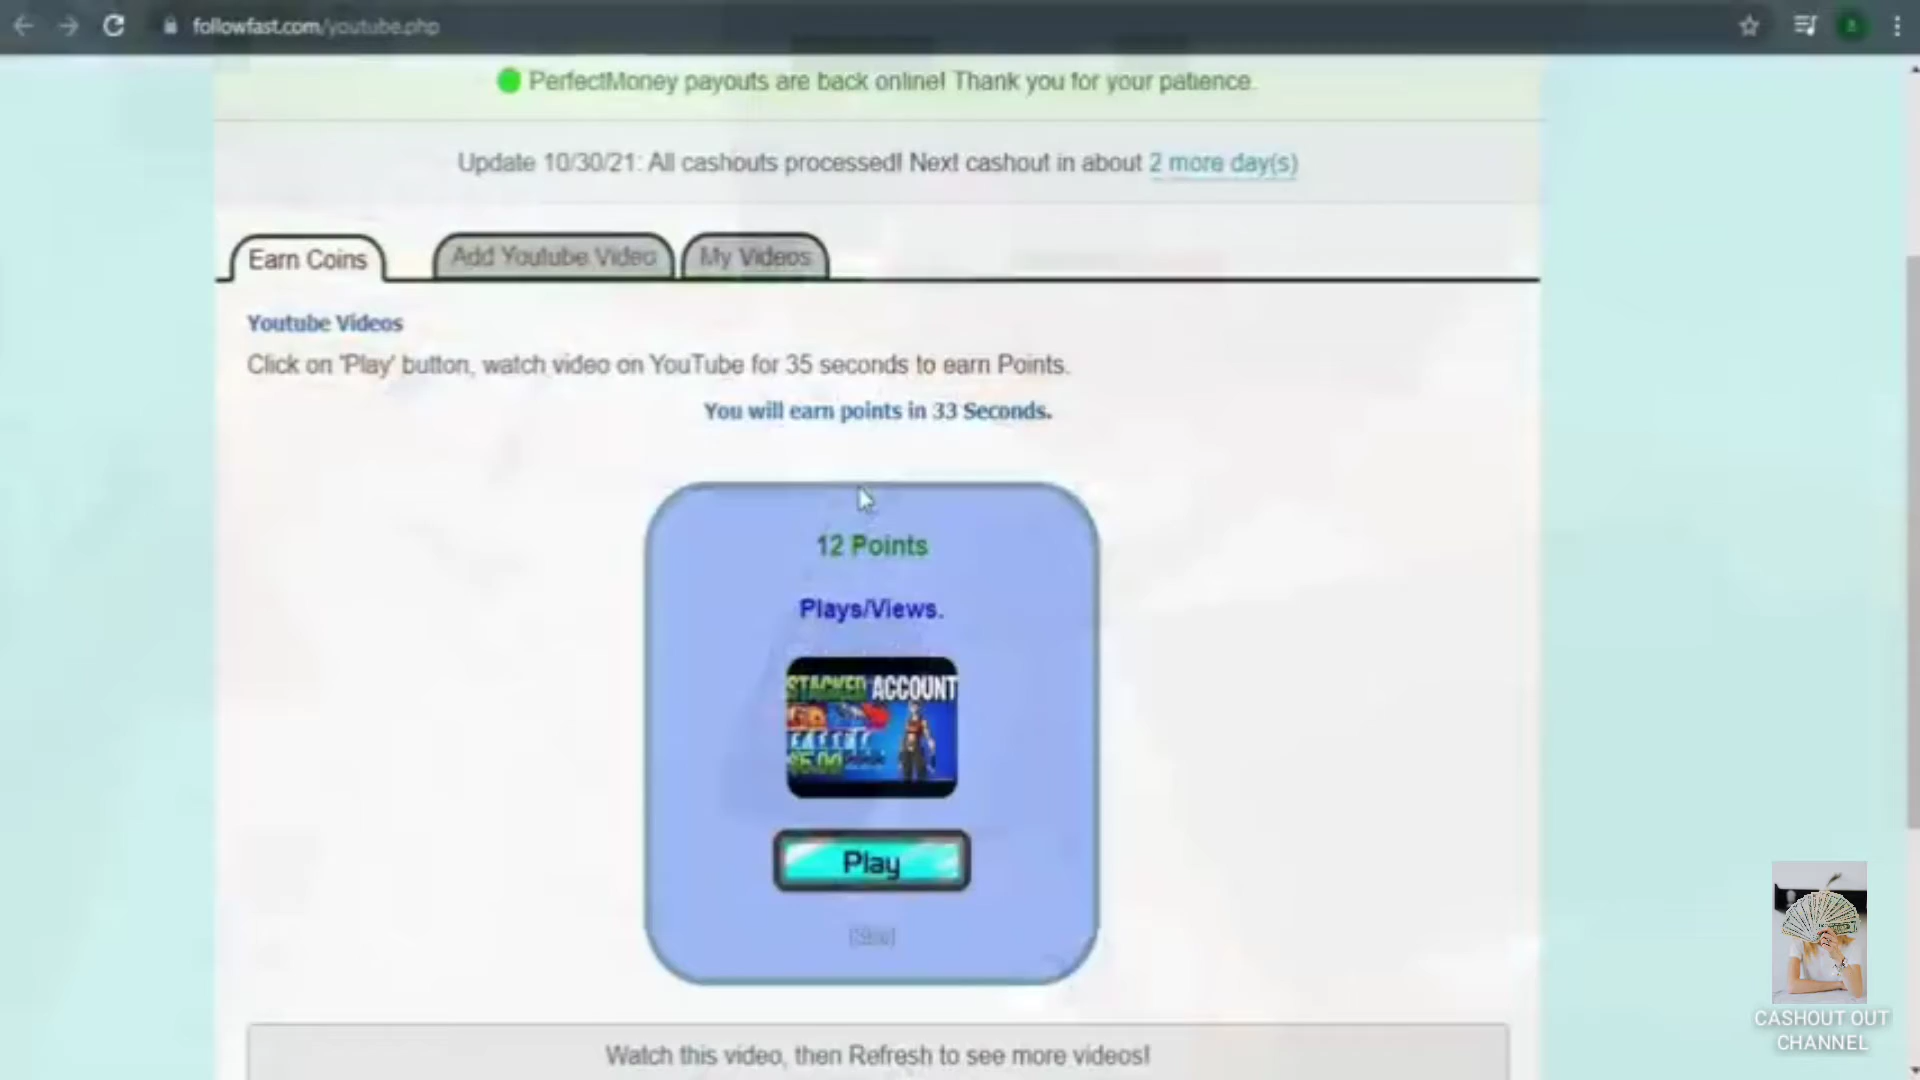 followfast.com/youtube.php
PerfectMoney payouts are back online! Thank you for your patience.
Update 10/30/21: All cashouts processed! Next cashout in about 2 more day(s)
Earn Coins
Add Youtube Video
My Videos
Youtube Videos
Click on 'Play' button, watch video on YouTube for 35 seconds to earn Points.
You will earn points in 33 Seconds.
12 Points
Plays/Views.
STACKED ACCOUNT
$5.00
Play
Watch this video, then Refresh to see more videos!
CASHOUT OUT
CHANNEL